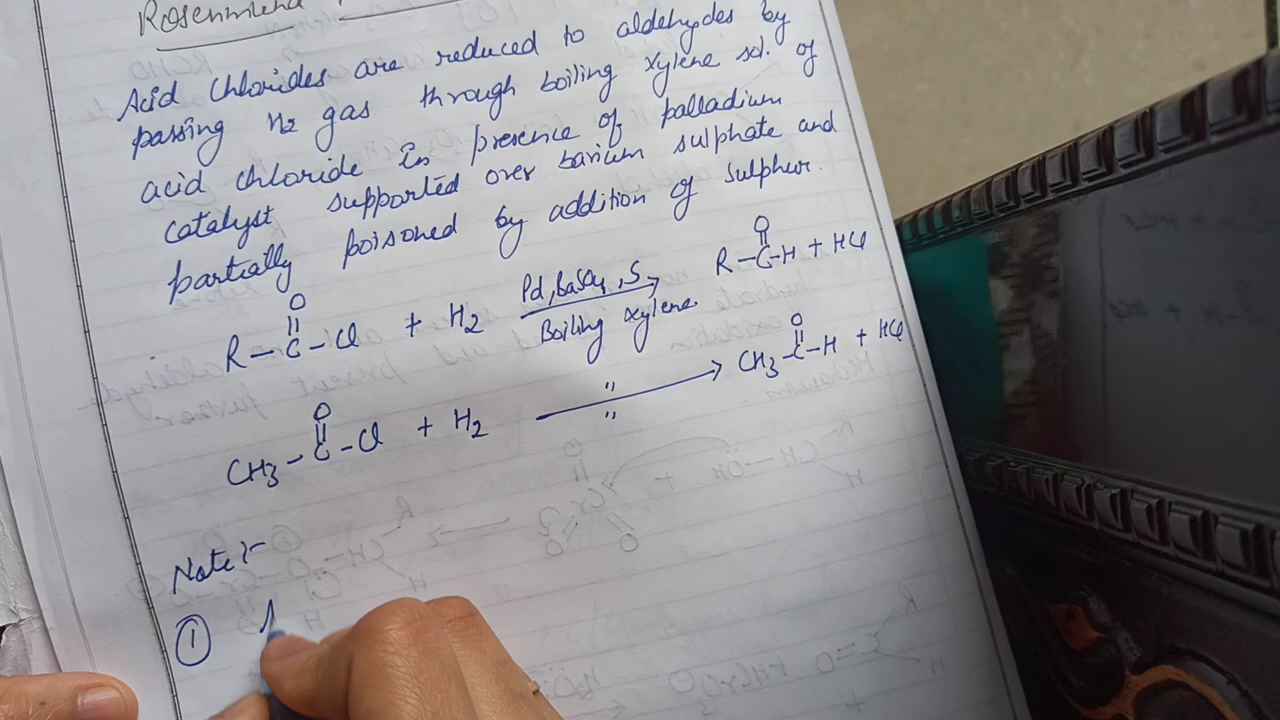 Rosenmund
Acid chlorides are reduced to aldehydes by
passing H2 gas through boiling xylene sol. of
acid chloride in presence of palladium
catalyst supported over barium sulphate and
partially poisoned by addition of sulphur.
R-C(=O)-Cl + H2 Pd, BaSO4, S → Boiling xylene R-C(=O)-H + HCl
CH3-C(=O)-Cl + H2 " → " CH3-C(=O)-H + HCl
Note:-
①